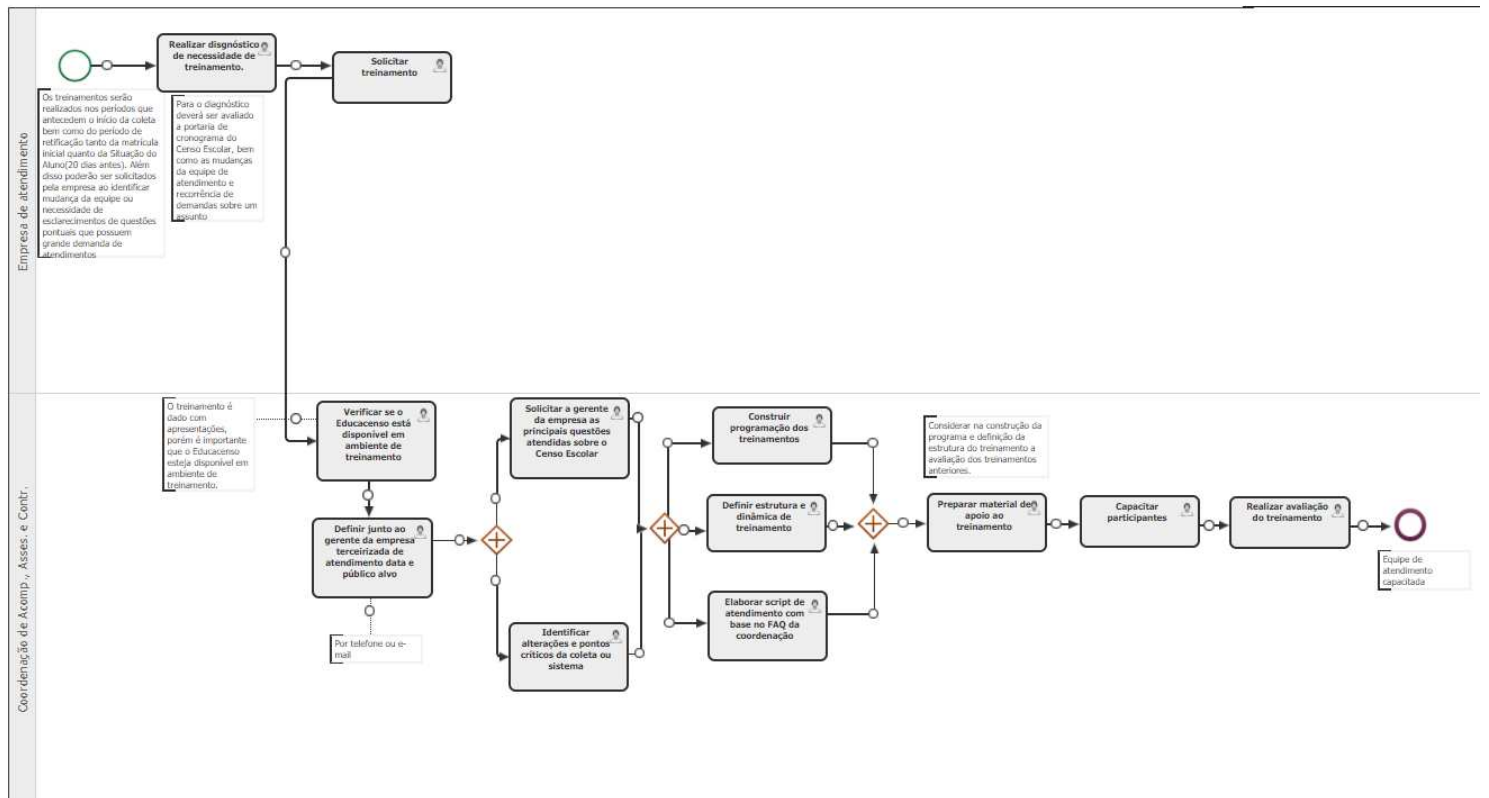 Empresa de atendimento
Realizar disgnóstico
de necessidade de
treinamento.
Solicitar
treinamento
Os treinamentos serão
realizados nos períodos que
antecedem o início da coleta
bem como do período de
retificação tanto da matrícula
inicial quanto da Situação do
Aluno(20 dias antes). Além
disso poderão ser solicitados
pela empresa ao identificar
mudança da equipe ou
necessidade de
esclarecimentos de questões
pontuais que possuem
grande demanda de
atendimentos
Para o diagnóstico
deverá ser avaliado
a portaria de
cronograma do
Censo Escolar, bem
como as mudanças
da equipe de
atendimento e
recorrência de
demandas sobre um
assunto
Coordenação de Acomp., Asses. e Contr.
O treinamento é
dado com
apresentações,
porém é importante
que o Educacenso
esteja disponível em
ambiente de
treinamento.
Verificar se o
Educacenso está
disponível em
ambiente de
treinamento
Definir junto ao
gerente da empresa
terceirizada de
atendimento data e
público alvo
Por telefone ou e-
mail
Solicitar a gerente
da empresa as
principais questões
atendidas sobre o
Censo Escolar
Identificar
alterações e pontos
críticos da coleta ou
sistema
Construir
programação dos
treinamentos
Definir estrutura e
dinâmica de
treinamento
Elaborar script de
atendimento com
base no FAQ da
coordenação
Considerar na construção da
programa e definição da
estrutura do treinamento a
avaliação dos treinamentos
anteriores.
Preparar material de
apoio ao
treinamento
Capacitar
participantes
Realizar avaliação
do treinamento
Equipe de
atendimento
capacitada